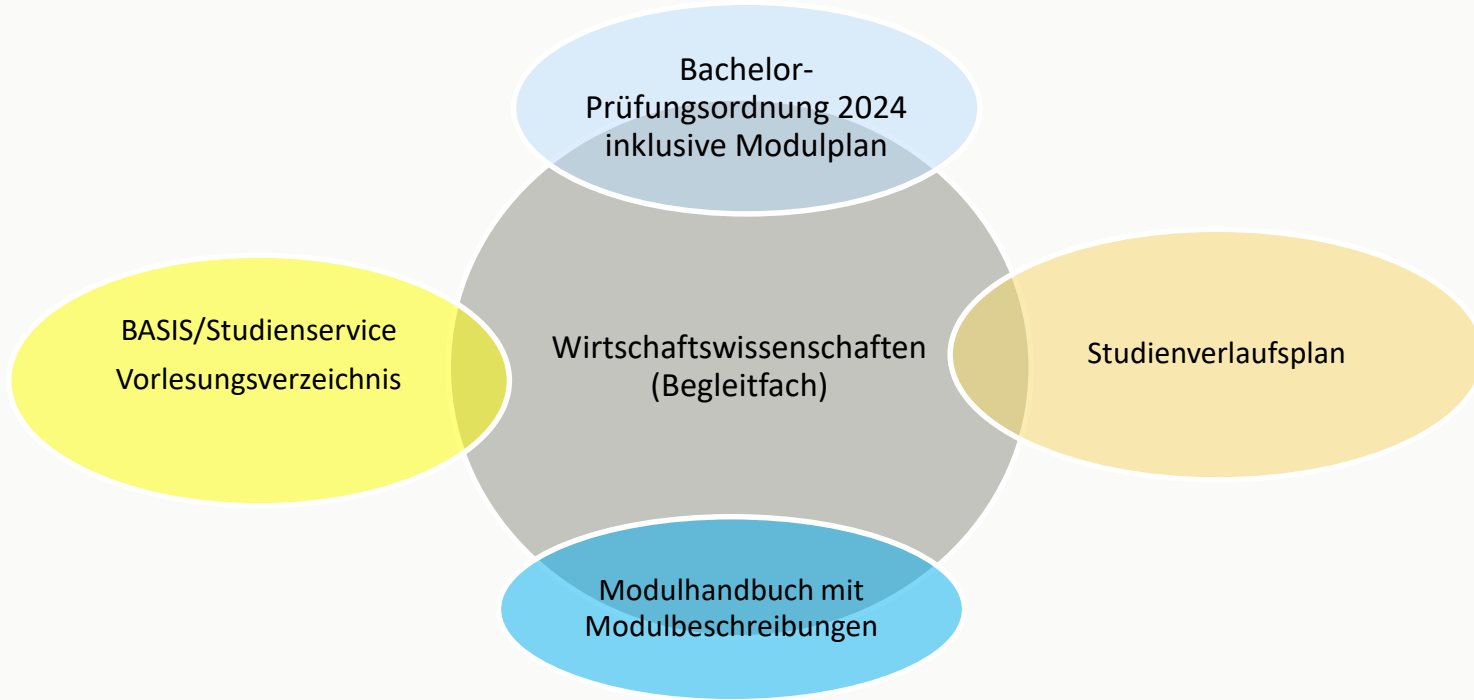 Bachelor-
Prüfungsordnung 2024
inklusive Modulplan
BASIS/Studienservice
Vorlesungsverzeichnis
Wirtschaftswissenschaften
(Begleitfach)
Studienverlaufsplan
Modulhandbuch mit
Modulbeschreibungen